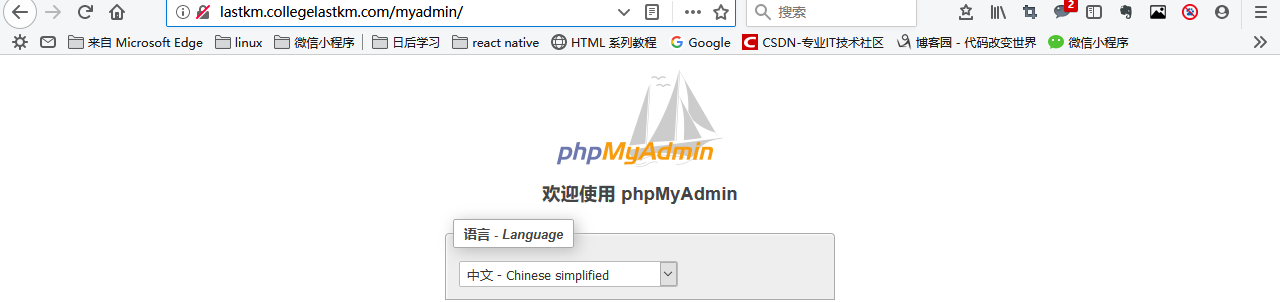 lastkm.collegelastkm.com/myadmin/
搜索
2
来自 Microsoft Edge
linux
微信小程序
日后学习
react native
HTML 系列教程
Google
CSDN-专业IT技术社区
博客园 - 代码改变世界
微信小程序
phpMyAdmin
欢迎使用 phpMyAdmin
语言 - Language
中文 - Chinese simplified